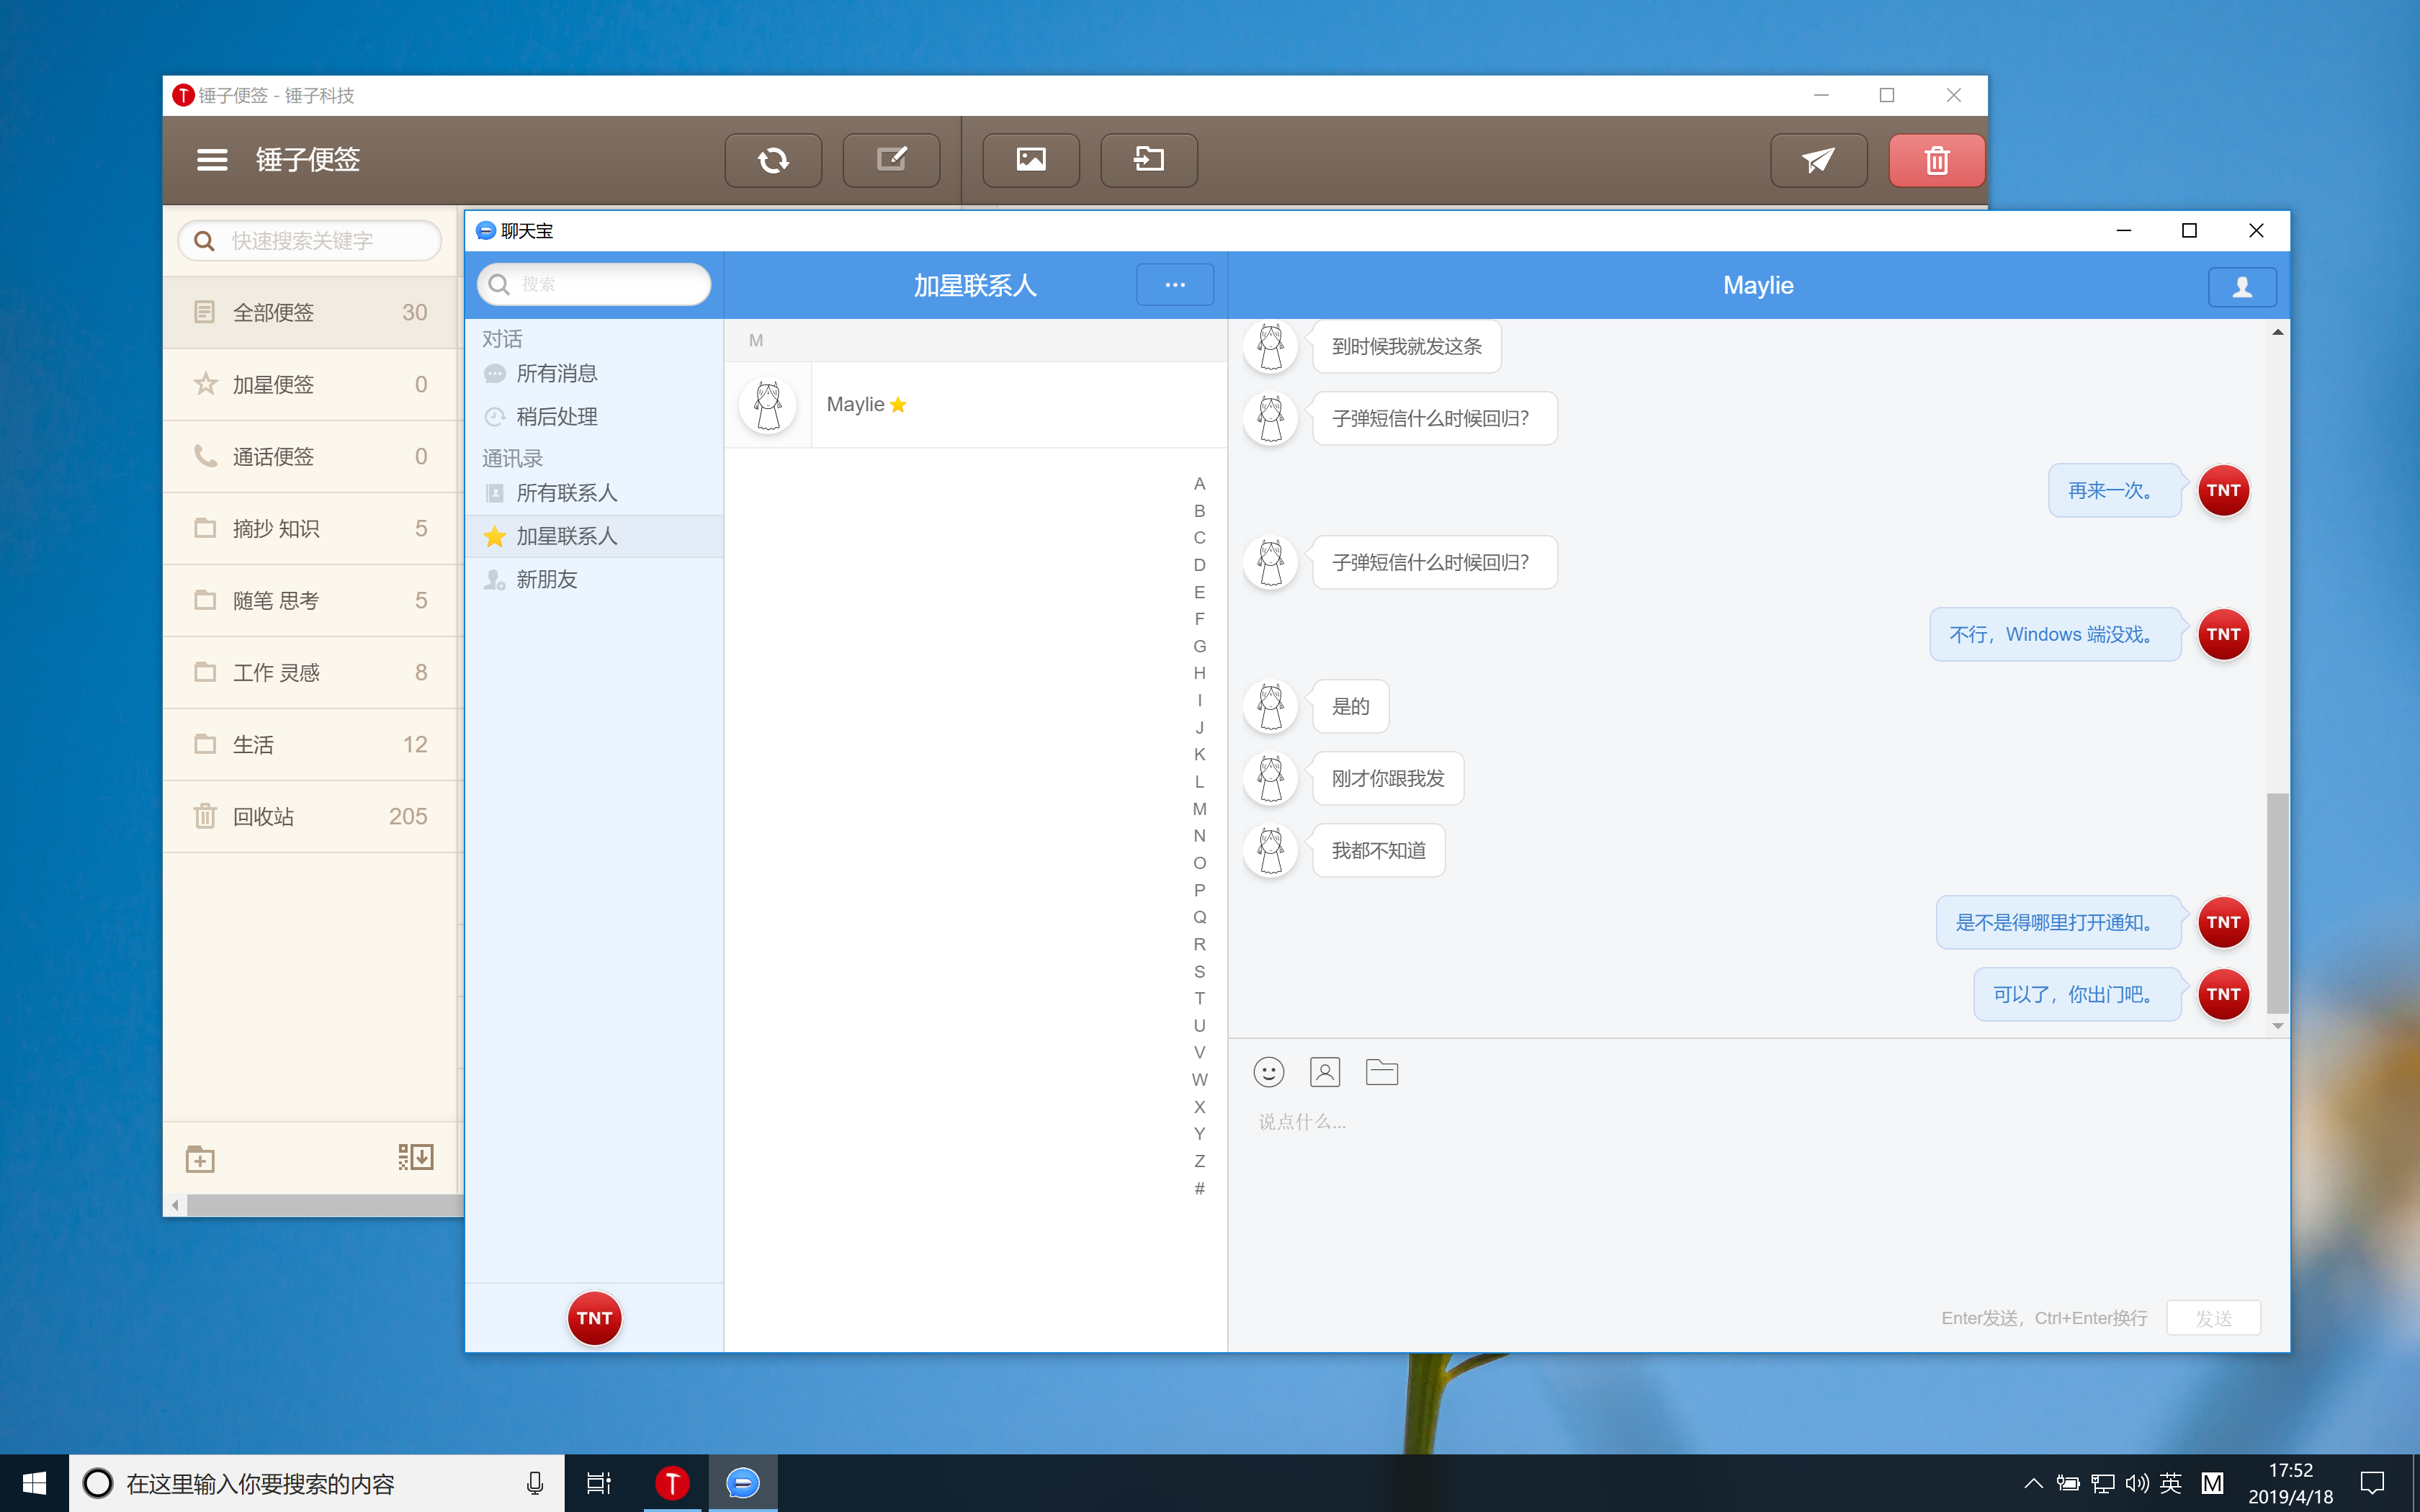 锤子便签 - 锤子科技
锤子便签
快速搜索关键字
全部便签 30
加星便签 0
通话便签 0
摘抄 知识 5
随笔 思考 5
工作 灵感 8
生活 12
回收站 205
聊天宝
搜索
加星联系人
Maylie
对话
所有消息
稍后处理
通讯录
所有联系人
加星联系人
新朋友
TNT
M
Maylie
A
B
C
D
E
F
G
H
I
J
K
L
M
N
O
P
Q
R
S
T
U
V
W
X
Y
Z
#
到时候我就发这条
子弹短信什么时候回归?
再来一次。
TNT
子弹短信什么时候回归?
不行，Windows 端没戏。
TNT
是的
刚才你跟我发
我都不知道
是不是得哪里打开通知。
TNT
可以了，你出门吧。
TNT
说点什么...
Enter发送，Ctrl+Enter换行
发送
在这里输入你要搜索的内容
英
M
17:52
2019/4/18